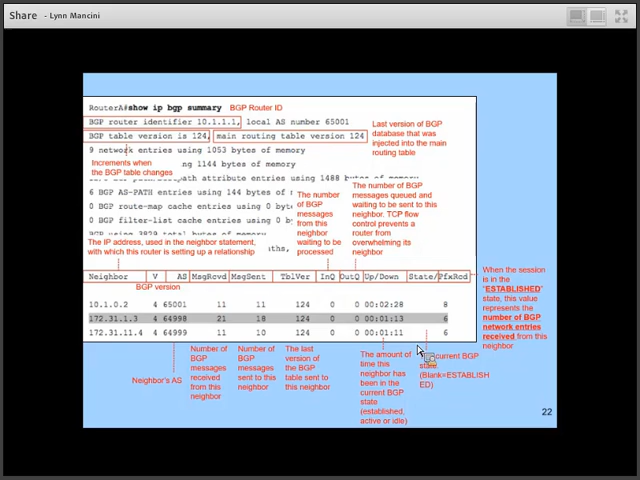 Share - Lynn Mancini
RouterA#show ip bgp summary BGP Router ID
BGP router identifier 10.1.1.1, local AS number 65001
BGP table version is 124, main routing table version 124
Last version of BGP
database that was
injected into the main
routing table
9 network entries using 1053 bytes of memory
Increments when
the BGP table changes
using 1144 bytes of memory
attribute entries using 1488 bytes of memory
6 BGP AS-PATH entries using 144 bytes of
0 BGP route-map cache entries using 0 byte
0 BGP filter-list cache entries using 0 by
BGP using 3829 total bytes of memory
The number
of BGP
messages
from this
neighbor
waiting to be
processed
The number of BGP
messages queued and
waiting to be sent to this
neighbor. TCP flow
control prevents a
router from
overwhelming its
neighbor
The IP address, used in the neighbor statement,
with which this router is setting up a relationship
Neighbor V AS MsgRcvd MsgSent TblVer InQ OutQ Up/Down State/PfxRcd
BGP version
10.1.0.2 4 65001 11 11 124 0 0 00:02:28 8
172.31.1.3 4 64998 21 18 124 0 0 00:01:13 6
172.31.11.4 4 64999 11 10 124 0 0 00:01:11 6
When the session
is in the
"ESTABLISHED"
state, this value
represents the
number of BGP
network entries
received from this
neighbor
Neighbor's AS
Number of
BGP
messages
received
from this
neighbor
Number of
BGP
messages
sent to this
neighbor
The last
version of
the BGP
table sent to
this
neighbor
The amount of
time this
neighbor has
been in the
current BGP
state
(established,
active or idle)
current BGP
state.
(Blank=ESTABLISH
ED)
22